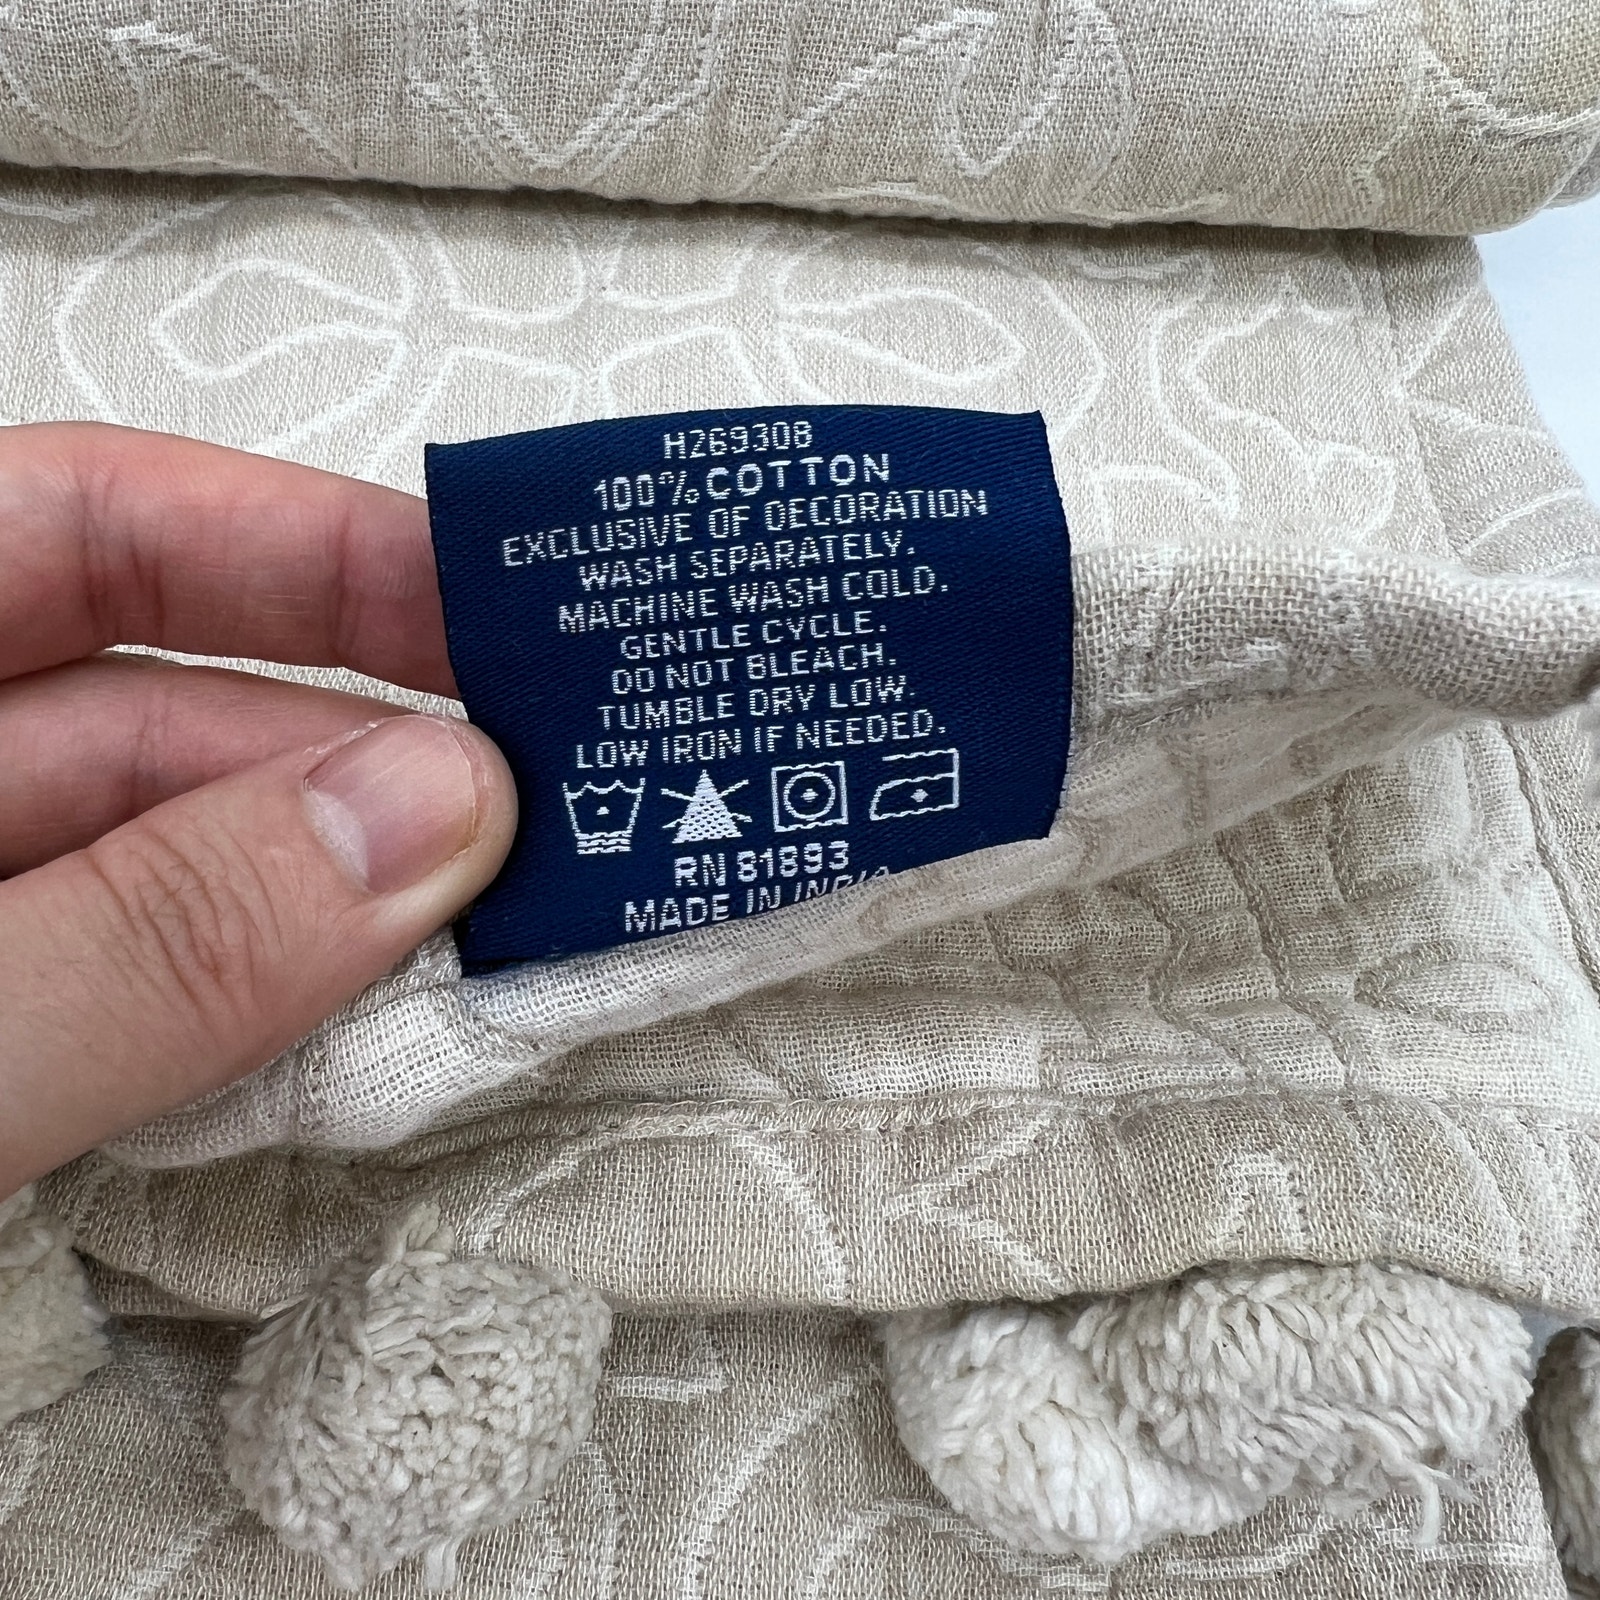 H269308
100% COTTON
EXCLUSIVE OF DECORATION
WASH SEPARATELY.
MACHINE WASH COLD.
GENTLE CYCLE.
DO NOT BLEACH.
TUMBLE DRY LOW.
LOW IRON IF NEEDED.
RN 81893
MADE IN INDIA